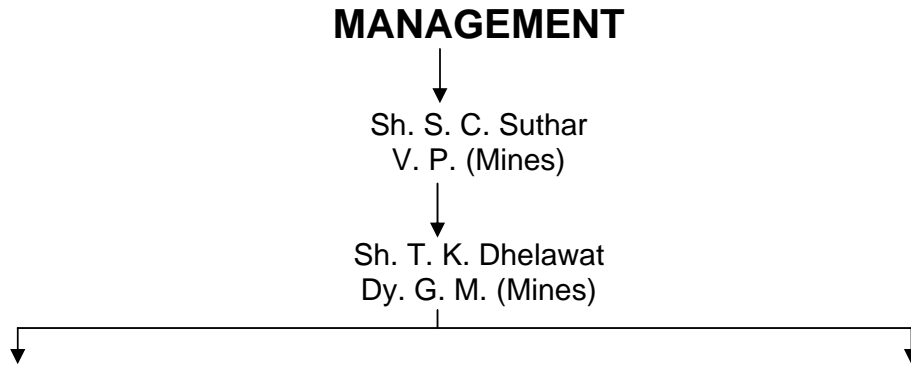 MANAGEMENT
Sh. S. C. Suthar
V. P. (Mines)
Sh. T. K. Dhelawat
Dy. G. M. (Mines)